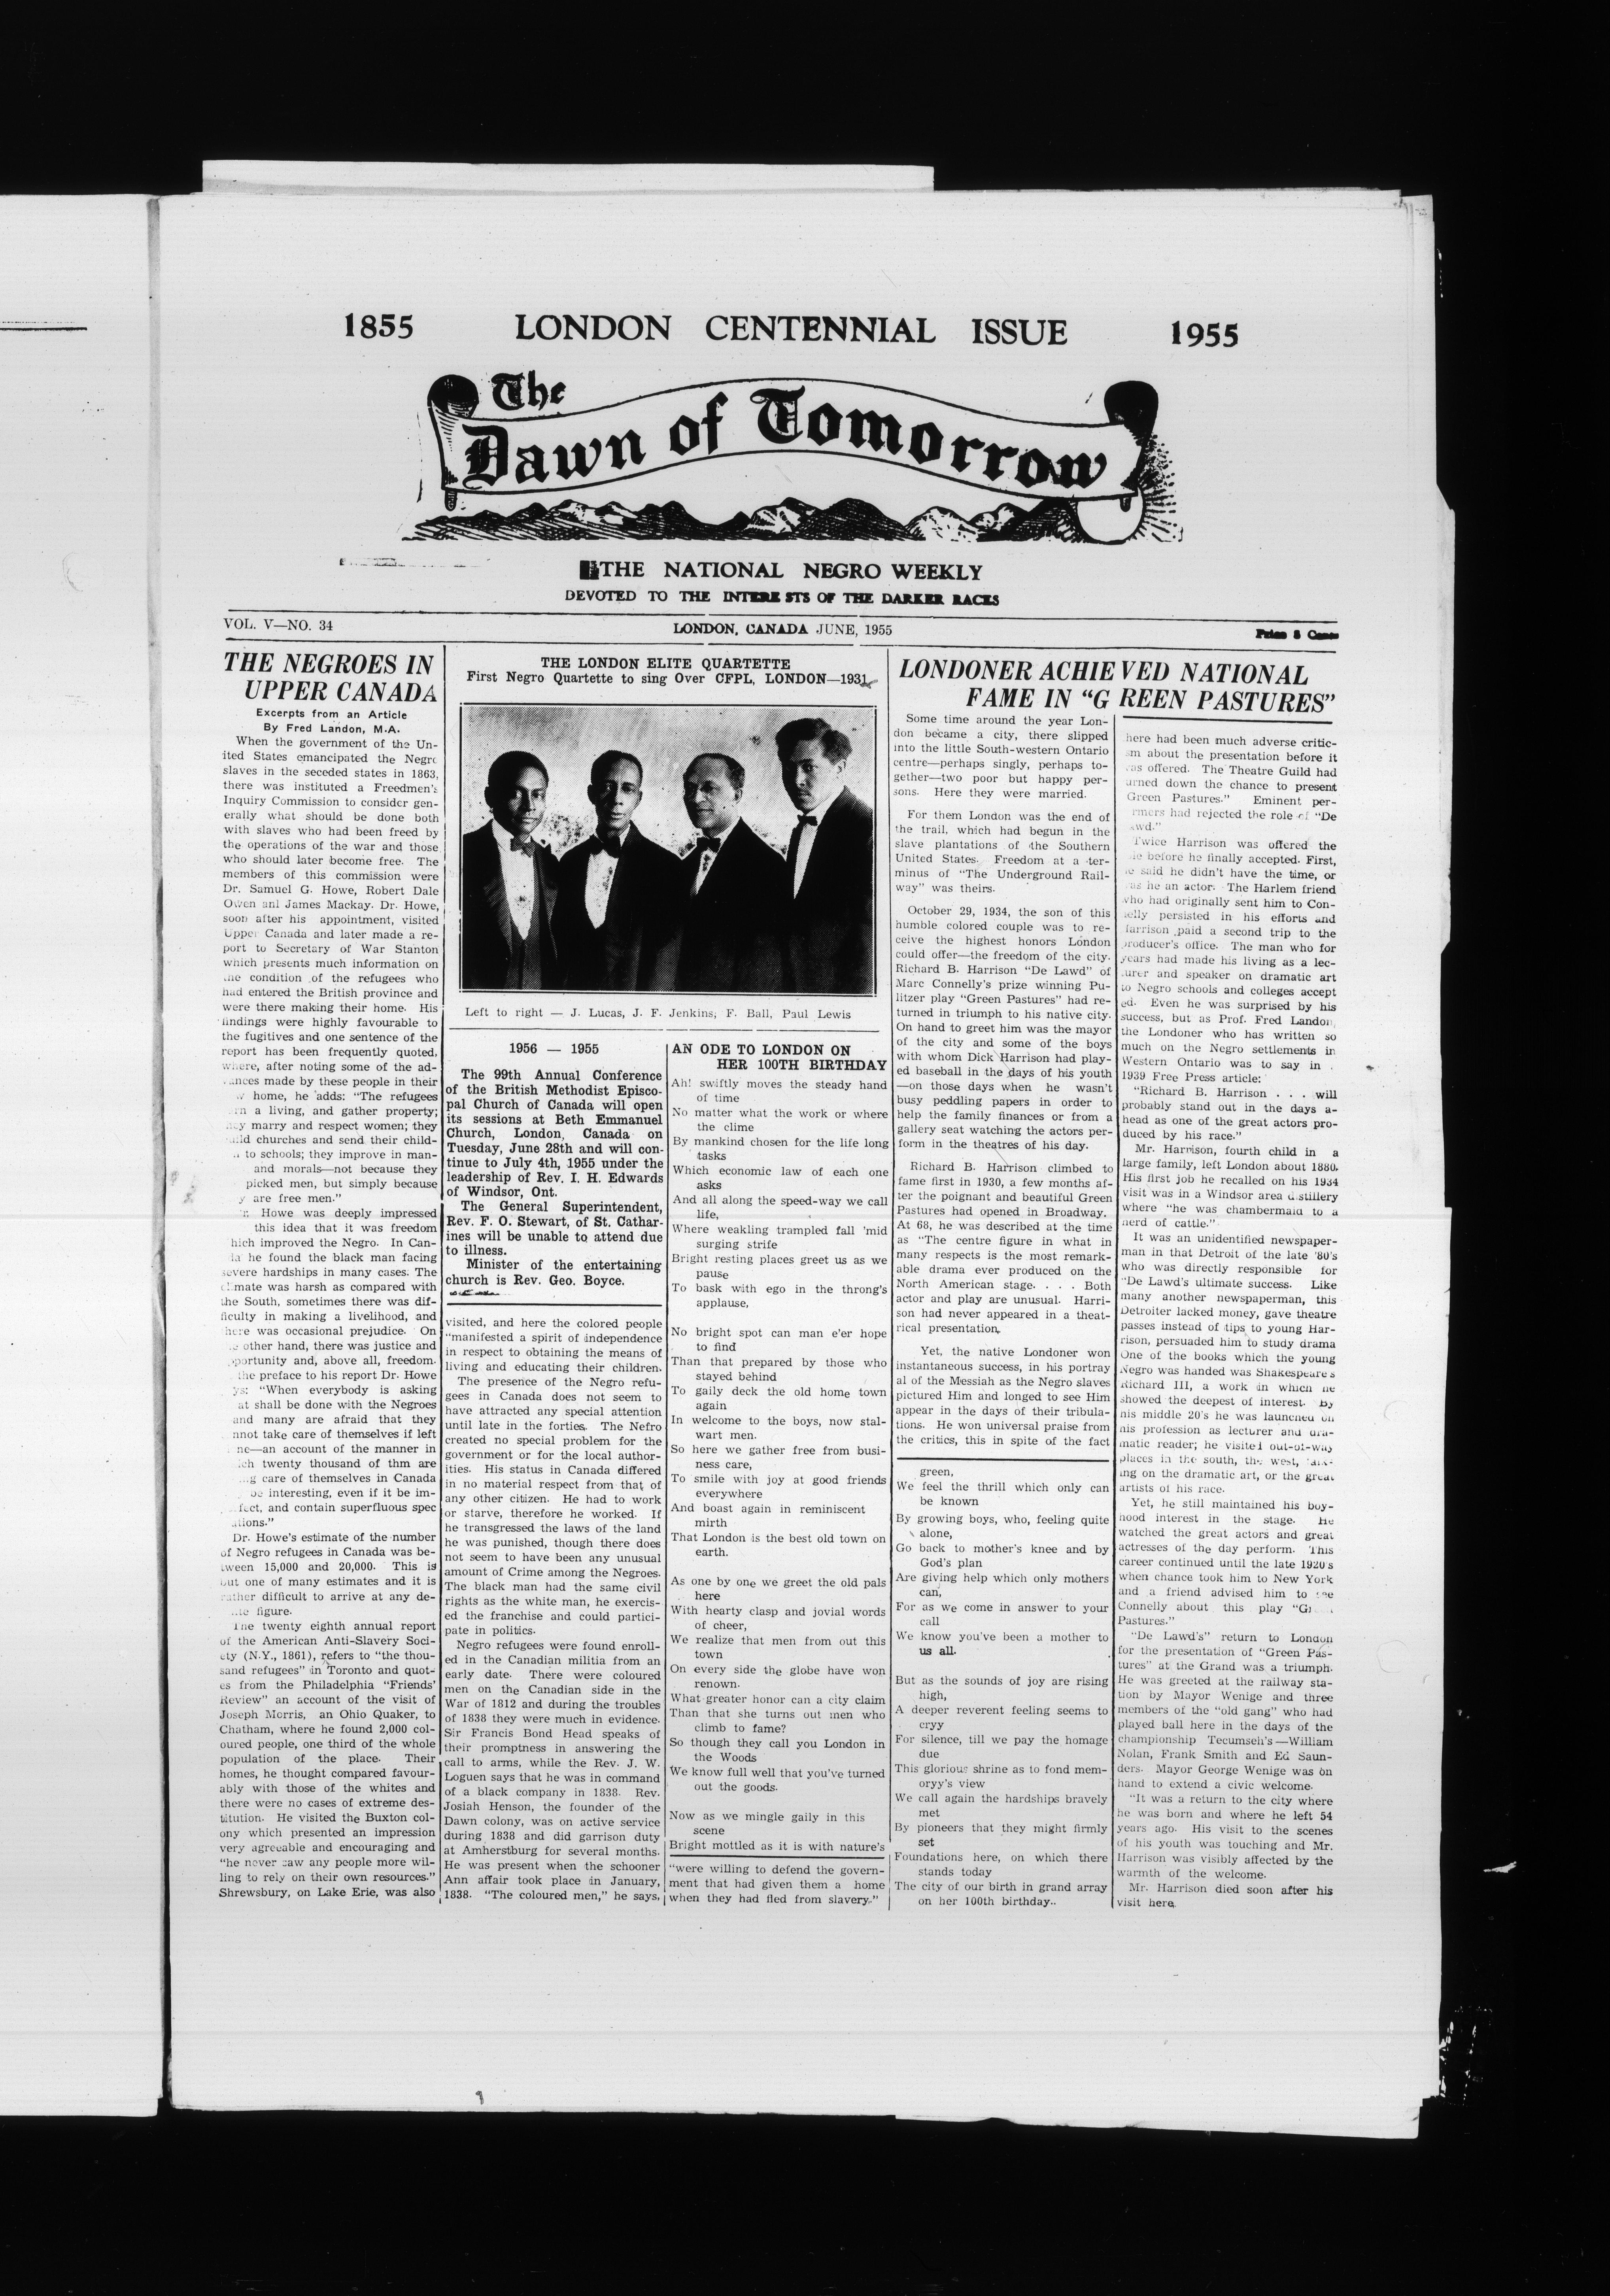 1855 LONDON CENTENNIAL ISSUE 1955
The
Dawn of Tomorrow
THE NATIONAL NEGRO WEEKLY
DEVOTED TO THE INTERESTS OF THE DARKER RACES
VOL. V—NO. 34
LONDON, CANADA JUNE, 1955
Price 5 Cents
THE NEGROES IN
UPPER CANADA
Excerpts from an Article
By Fred Landon, M.A.
When the government of the Un-
ited States emancipated the Negro
slaves in the seceded states in 1863,
there was instituted a Freedmen's
Inquiry Commission to consider gen-
erally what should be done both
with slaves who had been freed by
the operations of the war and those
who should later become free. The
members of this commission were
Dr. Samuel G. Howe, Robert Dale
Owen anl James Mackay. Dr. Howe,
soon after his appointment, visited
Upper Canada and later made a re-
port to Secretary of War Stanton
which presents much information on
the condition of the refugees who
had entered the British province and
were there making their home. His
findings were highly favourable to
the fugitives and one sentence of the
report has been frequently quoted,
where, after noting some of the ad-
vances made by these people in their
home, he adds: "The refugees
a living, and gather property;
marry and respect women; they
churches and send their child-
to schools; they improve in man-
and morals—not because they
picked men, but simply because
are free men."
Howe was deeply impressed
this idea that it was freedom
which improved the Negro. In Can-
he found the black man facing
severe hardships in many cases. The
climate was harsh as compared with
the South, sometimes there was dif-
ficulty in making a livelihood, and
there was occasional prejudice. On
other hand, there was justice and
opportunity and, above all, freedom.
the preface to his report Dr. Howe
"When everybody is asking
shall be done with the Negroes
and many are afraid that they
take care of themselves if left
—an account of the manner in
twenty thousand of thm are
care of themselves in Canada
be interesting, even if it be im-
and contain superfluous spec
Dr. Howe's estimate of the number
of Negro refugees in Canada was be-
tween 15,000 and 20,000. This is
but one of many estimates and it is
rather difficult to arrive at any de-
figure.
The twenty eighth annual report
of the American Anti-Slavery Soci-
ety (N.Y., 1861), refers to "the thou-
sand refugees" in Toronto and quot-
es from the Philadelphia "Friends'
Review" an account of the visit of
Joseph Morris, an Ohio Quaker, to
Chatham, where he found 2,000 col-
oured people, one third of the whole
population of the place. Their
homes, he thought compared favour-
ably with those of the whites and
there were no cases of extreme des-
titution. He visited the Buxton col-
ony which presented an impression
very agreeable and encouraging and
"he never saw any people more wil-
ling to rely on their own resources."
Shrewsbury, on Lake Erie, was also
THE LONDON ELITE QUARTETTE
First Negro Quartette to sing Over CFPL, LONDON—1931
Left to right — J. Lucas, J. F. Jenkins, F. Ball, Paul Lewis
1956 — 1955
The 99th Annual Conference
of the British Methodist Episco-
pal Church of Canada will open
its sessions at Beth Emmanuel
Church, London, Canada on
Tuesday, June 28th and will con-
tinue to July 4th, 1955 under the
leadership of Rev. I. H. Edwards
of Windsor, Ont.
The General Superintendent,
Rev. F. O. Stewart, of St. Cathar-
ines will be unable to attend due
to illness.
Minister of the entertaining
church is Rev. Geo. Boyce.
visited, and here the colored people
"manifested a spirit of independence
in respect to obtaining the means of
living and educating their children.
The presence of the Negro refu-
gees in Canada does not seem to
have attracted any special attention
until late in the forties. The Nefro
created no special problem for the
government or for the local author-
ities. His status in Canada differed
in no material respect from that of
any other citizen. He had to work
or starve, therefore he worked. If
he transgressed the laws of the land
he was punished, though there does
not seem to have been any unusual
amount of Crime among the Negroes.
The black man had the same civil
rights as the white man, he exercis-
ed the franchise and could partici-
pate in politics.
Negro refugees were found enroll-
ed in the Canadian militia from an
early date. There were coloured
men on the Canadian side in the
War of 1812 and during the troubles
of 1838 they were much in evidence.
Sir Francis Bond Head speaks of
their promptness in answering the
call to arms, while the Rev. J. W.
Loguen says that he was in command
of a black company in 1838. Rev.
Josiah Henson, the founder of the
Dawn colony, was on active service
during 1838 and did garrison duty
at Amherstburg for several months.
He was present when the schooner
Ann affair took place in January,
1838. "The coloured men," he says,
"were willing to defend the govern-
ment that had given them a home
when they had fled from slavery."
AN ODE TO LONDON ON
HER 100TH BIRTHDAY
Ah! swiftly moves the steady hand
of time
No matter what the work or where
the clime
By mankind chosen for the life long
tasks
Which economic law of each one
asks
And all along the speed-way we call
life,
Where weakling trampled fall 'mid
surging strife
Bright resting places greet us as we
pause
To bask with ego in the throng's
applause,
No bright spot can man e'er hope
to find
Than that prepared by those who
stayed behind
To gaily deck the old home town
again
In welcome to the boys, now stal-
wart men.
So here we gather free from busi-
ness care,
To smile with joy at good friends
everywhere
And boast again in reminiscent
mirth
That London is the best old town on
earth.
As one by one we greet the old pals
here
With hearty clasp and jovial words
of cheer,
We realize that men from out this
town
On every side the globe have won
renown.
What greater honor can a city claim
Than that she turns out men who
climb to fame?
So though they call you London in
the Woods
We know full well that you've turned
out the goods.
Now as we mingle gaily in this
scene
Bright mottled as it is with nature's
green,
We feel the thrill which only can
be known
By growing boys, who, feeling quite
alone,
Go back to mother's knee and by
God's plan
Are giving help which only mothers
can,
For as we come in answer to your
call
We know you've been a mother to
us all.
But as the sounds of joy are rising
high,
A deeper reverent feeling seems to
cryy
For silence, till we pay the homage
due
This glorious shrine as to fond mem-
oryy's view
We call again the hardships bravely
met
By pioneers that they might firmly
set
Foundations here, on which there
stands today
The city of our birth in grand array
on her 100th birthday..
LONDONER ACHIEVED NATIONAL
FAME IN "GREEN PASTURES"
Some time around the year Lon-
don became a city, there slipped
into the little South-western Ontario
centre—perhaps singly, perhaps to-
gether—two poor but happy per-
sons. Here they were married.
For them London was the end of
the trail, which had begun in the
slave plantations of the Southern
United States. Freedom at a ter-
minus of "The Underground Rail-
way" was theirs.
October 29, 1934, the son of this
humble colored couple was to re-
ceive the highest honors London
could offer—the freedom of the city.
Richard B. Harrison "De Lawd" of
Marc Connelly's prize winning Pu-
litzer play "Green Pastures" had re-
turned in triumph to his native city.
On hand to greet him was the mayor
of the city and some of the boys
with whom Dick Harrison had play-
ed baseball in the days of his youth
—on those days when he wasn't
busy peddling papers in order to
help the family finances or from a
gallery seat watching the actors per-
form in the theatres of his day.
Richard B. Harrison climbed to
fame first in 1930, a few months af-
ter the poignant and beautiful Green
Pastures had opened in Broadway.
At 68, he was described at the time
as "The centre figure in what in
many respects is the most remark-
able drama ever produced on the
North American stage. . . . Both
actor and play are unusual. Harri-
son had never appeared in a theat-
rical presentation.
Yet, the native Londoner won
instantaneous success, in his portray
al of the Messiah as the Negro slaves
pictured Him and longed to see Him
appear in the days of their tribula-
tions. He won universal praise from
the critics, this in spite of the fact
here had been much adverse critic-
about the presentation before it
was offered. The Theatre Guild had
turned down the chance to present
Green Pastures." Eminent per-
had rejected the role of "De
Twice Harrison was offered the
before he finally accepted. First,
he said he didn't have the time, or
was he an actor. The Harlem friend
who had originally sent him to Con-
nelly persisted in his efforts and
Harrison paid a second trip to the
producer's office. The man who for
years had made his living as a lec-
turer and speaker on dramatic art
to Negro schools and colleges accept
ed. Even he was surprised by his
success, but as Prof. Fred Landon,
the Londoner who has written so
much on the Negro settlements in
Western Ontario was to say in
1939 Free Press article:
"Richard B. Harrison . . . will
probably stand out in the days a-
head as one of the great actors pro-
duced by his race."
Mr. Harrison, fourth child in a
large family, left London about 1880.
His first job he recalled on his 1934
visit was in a Windsor area distillery
where "he was chambermaid to a
herd of cattle."
It was an unidentified newspaper-
man in that Detroit of the late '80's
who was directly responsible for
"De Lawd's ultimate success. Like
many another newspaperman, this
Detroiter lacked money, gave theatre
passes instead of tips to young Har-
rison, persuaded him to study drama
One of the books which the young
Negro was handed was Shakespeare's
Richard III, a work in which he
showed the deepest of interest. By
his middle 20's he was launched on
his profession as lecturer and dra-
matic reader; he visited out-of-way
places in the south, the west, talk-
ing on the dramatic art, or the great
artists of his race.
Yet, he still maintained his boy-
hood interest in the stage. He
watched the great actors and great
actresses of the day perform. This
career continued until the late 1920's
when chance took him to New York
and a friend advised him to see
Connelly about this play
Pastures."
"De Lawd's" return to London
for the presentation of "Green Pas-
tures" at the Grand was a triumph.
He was greeted at the railway sta-
tion by Mayor Wenige and three
members of the "old gang" who had
played ball here in the days of the
championship Tecumseh's—William
Nolan, Frank Smith and Ed Saun-
ders. Mayor George Wenige was on
hand to extend a civic welcome.
"It was a return to the city where
he was born and where he left 54
years ago. His visit to the scenes
of his youth was touching and Mr.
Harrison was visibly affected by the
warmth of the welcome.
Mr. Harrison died soon after his
visit here.